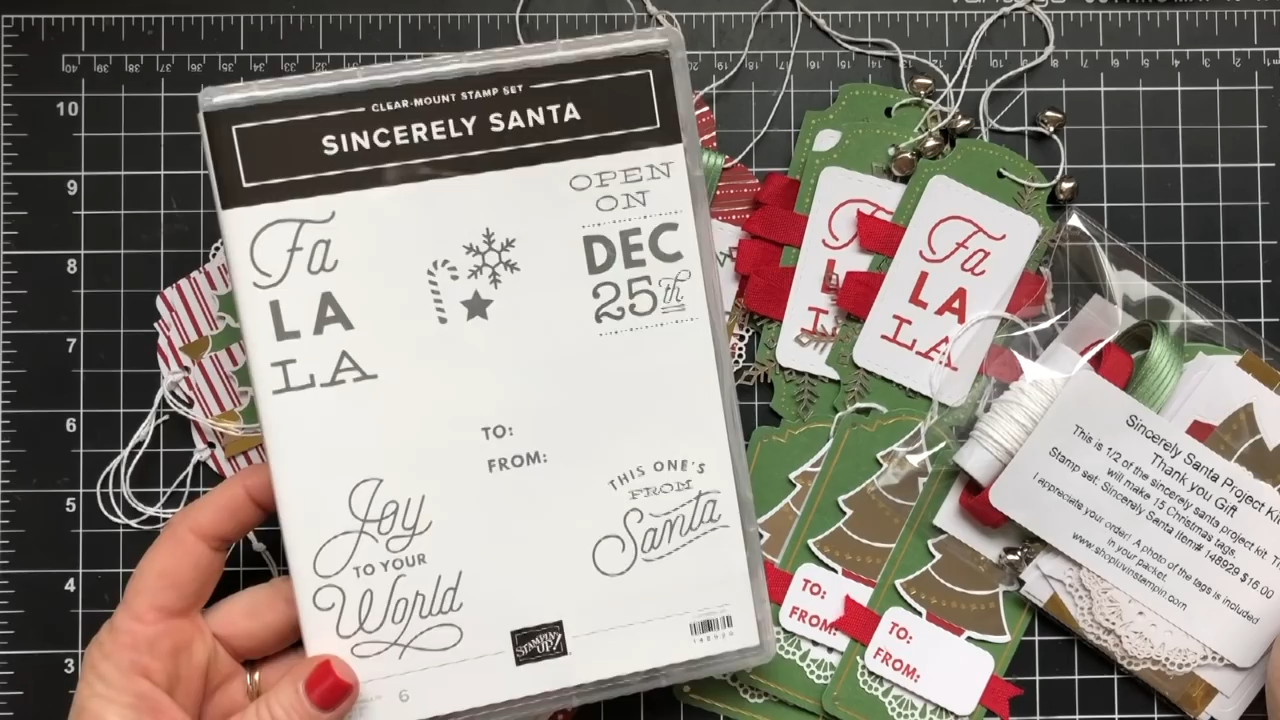 CLEAR-MOUNT STAMP SET
SINCERELY SANTA
Fa
LA
LA
OPEN
ON
DEC
25th
TO:
FROM:
Joy
TO YOUR
World
THIS ONE'S
FROM
Santa
STAMPIN'
UP!
6
10
9
8
7
6
5
4
3
Fa
LA
LA
TO:
FROM:
TO:
FROM:
Sincerely Santa Project Kit
Thank you Gift
This is 1/2 of the sincerely santa project kit.
will make 15 Christmas tags.
Stamp set: Sincerely Santa Item# 148929 $16.00
I appreciate your order! A photo of the tags is included
in your packet.
www.shopluvinstampin.com